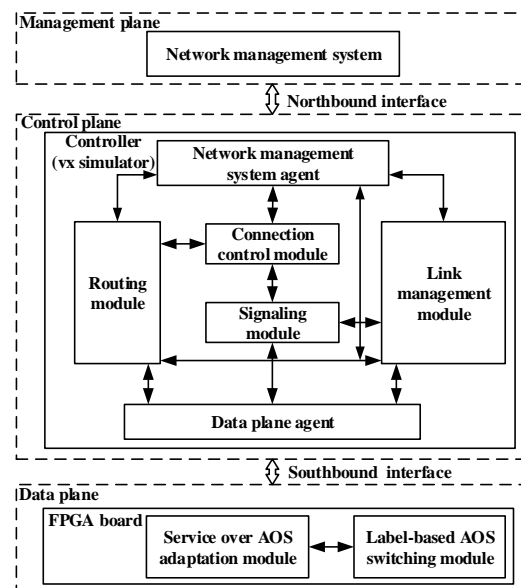 Management plane
Network management system
Northbound interface
Control plane
Controller
(vx simulator)
Network management
system agent
Connection
control module
Routing
module
Link
management
module
Signaling
module
Data plane agent
Southbound interface
Data plane
FPGA board
Service over AOS
adaptation module
Label-based AOS
switching module